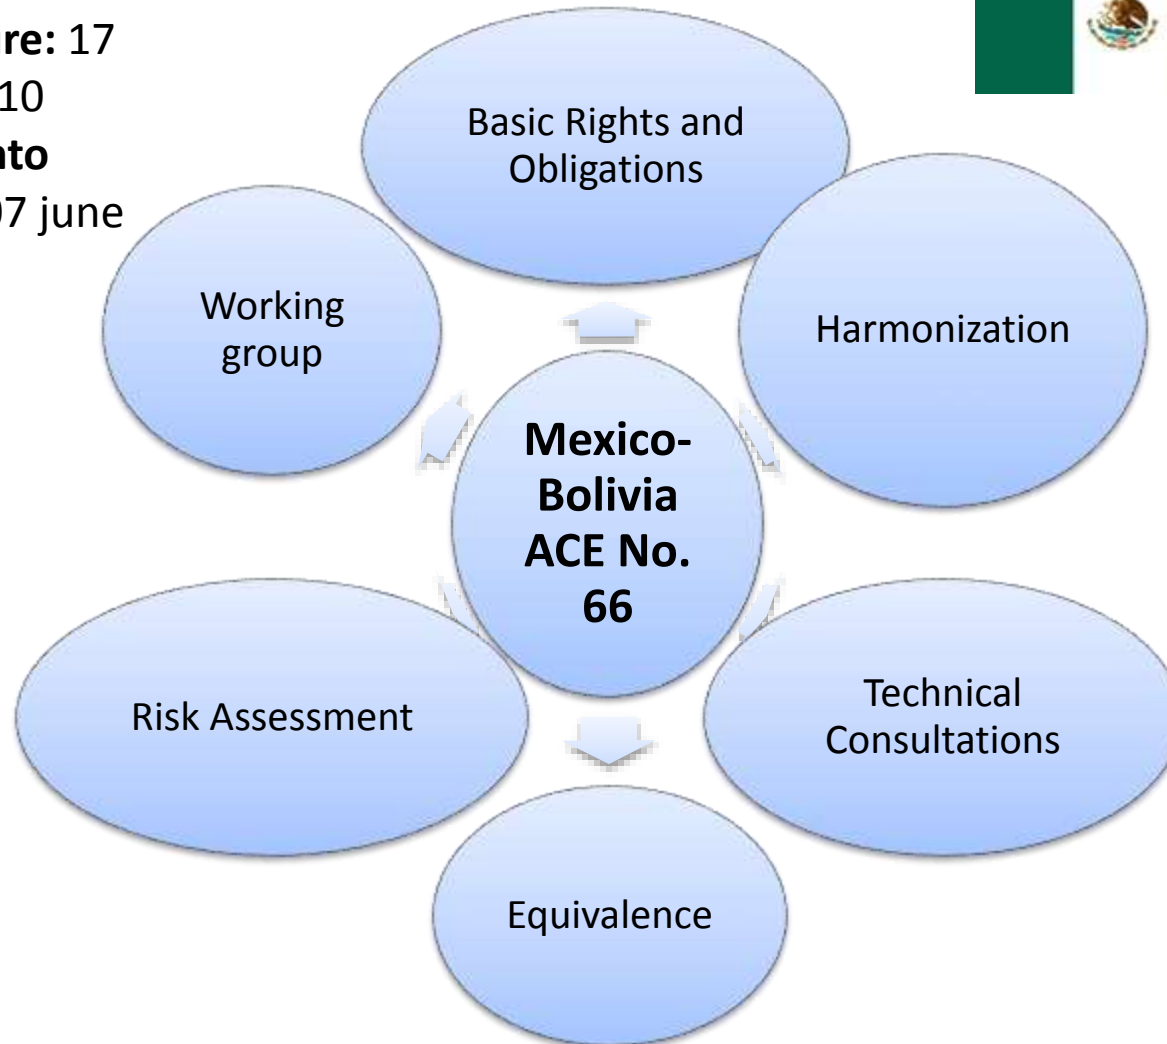 re: 17
10
nto
07 june
Basic Rights and
Obligations
Working
group
Harmonization
Mexico-
Bolivia
ACE No.
66
Risk Assessment
Technical
Consultations
Equivalence